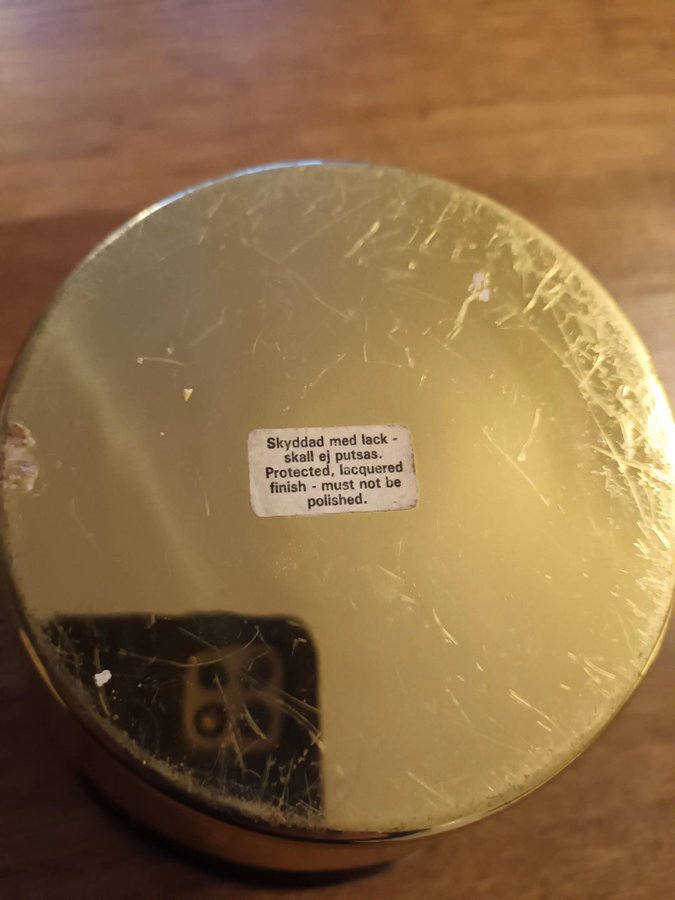 Skyddad med lack -
skall ej putsas.
Protected, lacquered
finish - must not be
polished.